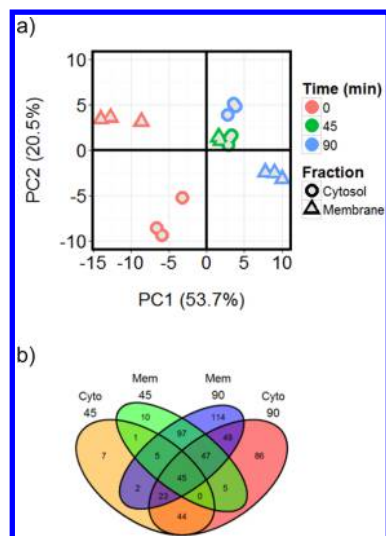 a)
PC2 (20.5%)
10
5
0
-5
-10
-15 -10 -5 0 5 10
PC1 (53.7%)
Time (min)
0
45
90
Fraction
Cytosol
Membrane
b)
Mem Mem
Cyto 45 90 Cyto
45 90
10 114
1 97 49
7 5 47 86
45
2 23 0 5
44